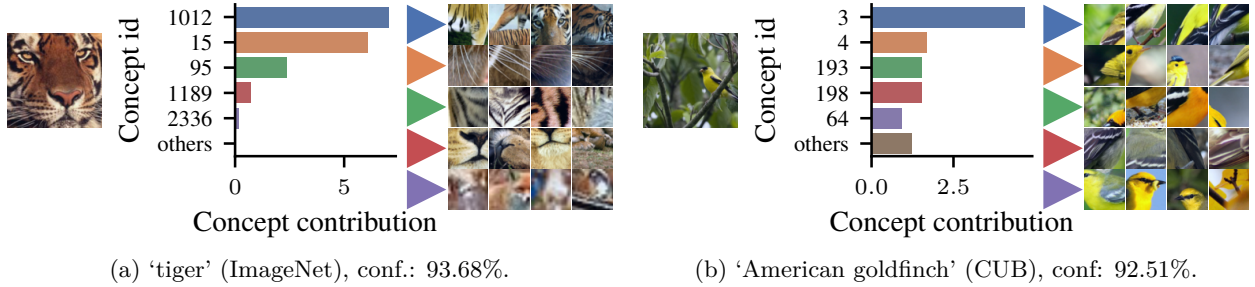 Concept id
1012
15
95
1189
2336
others
0 5
Concept contribution
(a) ‘tiger’ (ImageNet), conf.: 93.68%.
Concept id
3
4
193
198
64
others
0.0 2.5
Concept contribution
(b) ‘American goldfinch’ (CUB), conf: 92.51%.